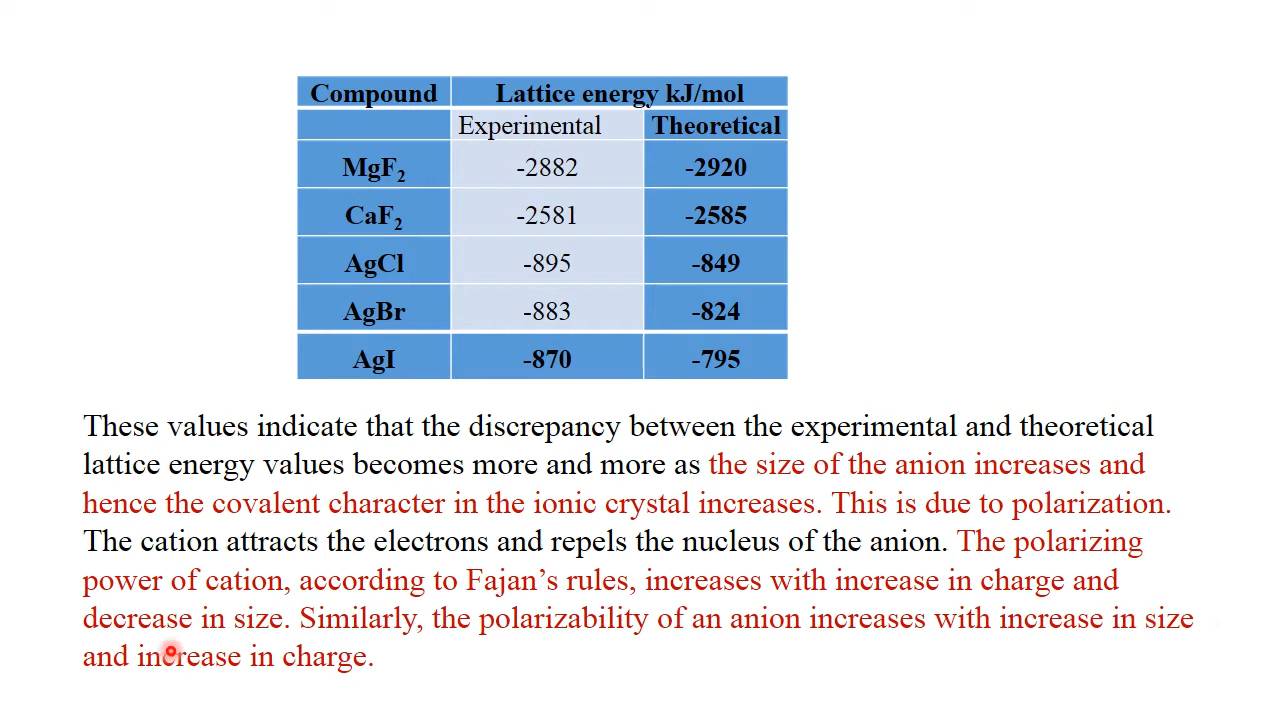 Compound Lattice energy kJ/mol
Experimental Theoretical
MgF₂ -2882 -2920
CaF₂ -2581 -2585
AgCl -895 -849
AgBr -883 -824
AgI -870 -795
These values indicate that the discrepancy between the experimental and theoretical
lattice energy values becomes more and more as the size of the anion increases and
hence the covalent character in the ionic crystal increases. This is due to polarization.
The cation attracts the electrons and repels the nucleus of the anion. The polarizing
power of cation, according to Fajan’s rules, increases with increase in charge and
decrease in size. Similarly, the polarizability of an anion increases with increase in size
and increase in charge.